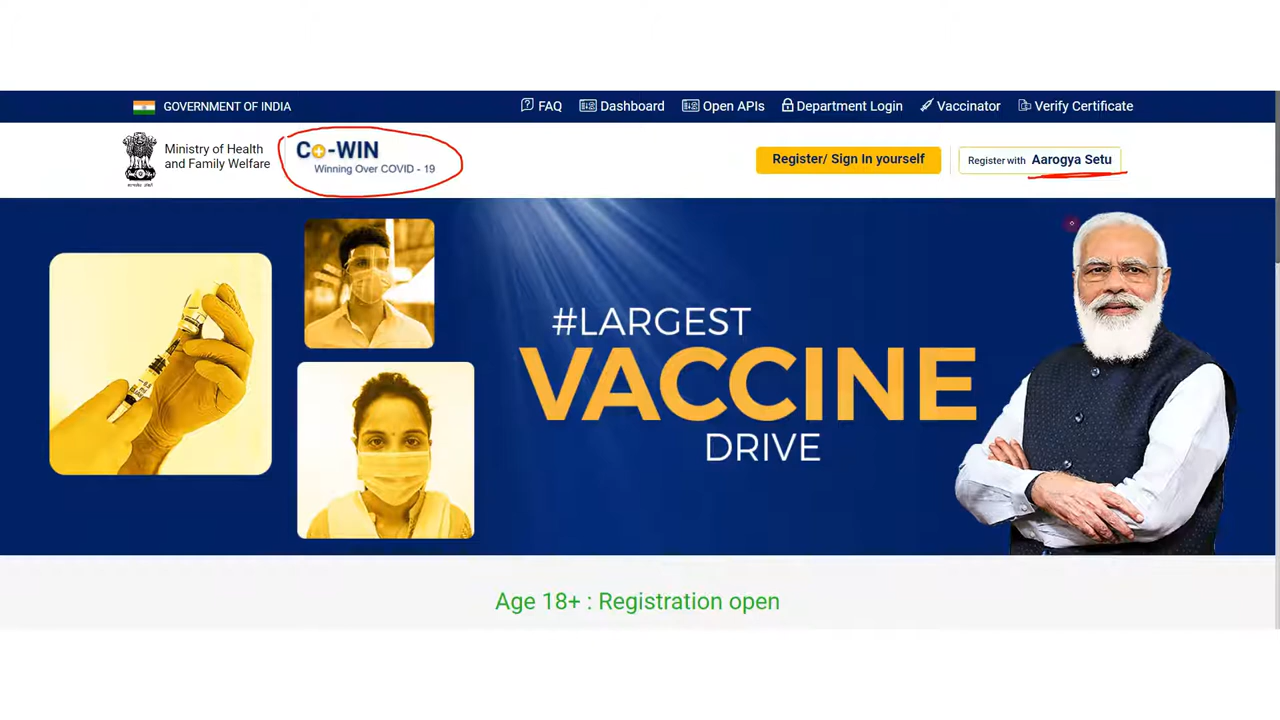 GOVERNMENT OF INDIA
FAQ Dashboard Open APIs Department Login Vaccinator Verify Certificate
Ministry of Health
and Family Welfare
Co-WIN
Winning Over COVID - 19
Register/ Sign In yourself
Register with Aarogya Setu
#LARGEST
VACCINE
DRIVE
Age 18+ : Registration open